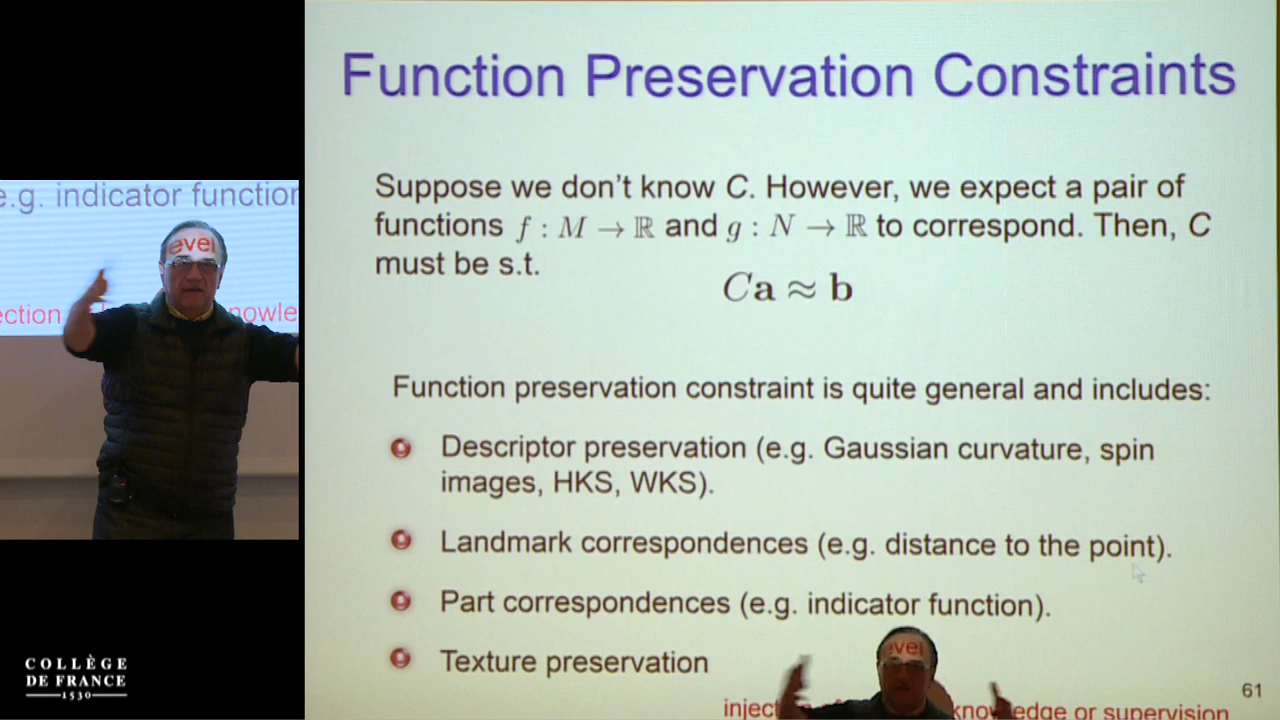 Function Preservation Constraints
Suppose we don't know C. However, we expect a pair of
functions f : M → ℝ and g : N → ℝ to correspond. Then, C
must be s.t.
Ca ≈ b
Function preservation constraint is quite general and includes:
Descriptor preservation (e.g. Gaussian curvature, spin
images, HKS, WKS).
Landmark correspondences (e.g. distance to the point).
Part correspondences (e.g. indicator function).
Texture preservation
knowledge or supervision
61
e.g. indicator function
evel
evel
COLLÈGE
DE FRANCE
1530